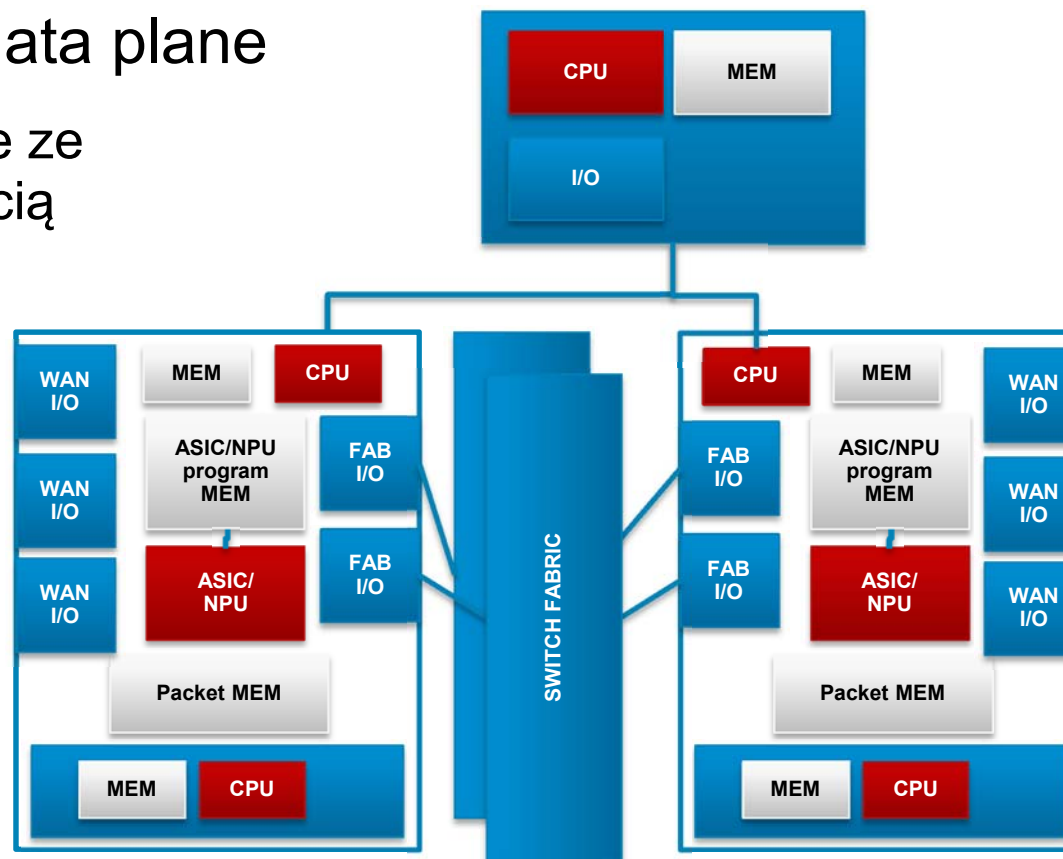 ata plane
e ze
cią
CPU
MEM
I/O
WAN
I/O
MEM
CPU
ASIC/NPU
program
MEM
FAB
I/O
WAN
I/O
ASIC/
NPU
FAB
I/O
WAN
I/O
Packet MEM
MEM
CPU
SWITCH FABRIC
CPU
MEM
WAN
I/O
FAB
I/O
ASIC/NPU
program
MEM
WAN
I/O
FAB
I/O
ASIC/
NPU
WAN
I/O
Packet MEM
MEM
CPU